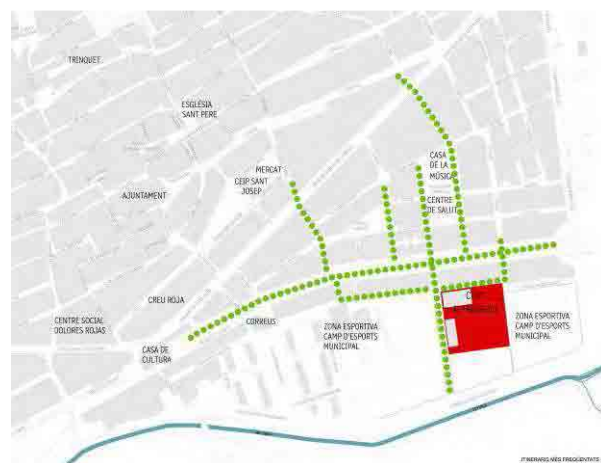 TRINQUET
ESGLÉSIA
SANT PERE
MERCAT
CEIP SANT
JOSEP
CASA
DE LA
MÚSICA
AJUNTAMENT
CENTRE
DE SALUT
CREU ROJA
CENTRE SOCIAL
DOLORES ROJAS
CORREUS
CASA DE
CULTURA
ZONA ESPORTIVA
CAMP D'ESPORTS
MUNICIPAL
ZONA ESPORTIVA
CAMP D'ESPORTS
MUNICIPAL
ITINERARIS MÉS FREQÜENTATS